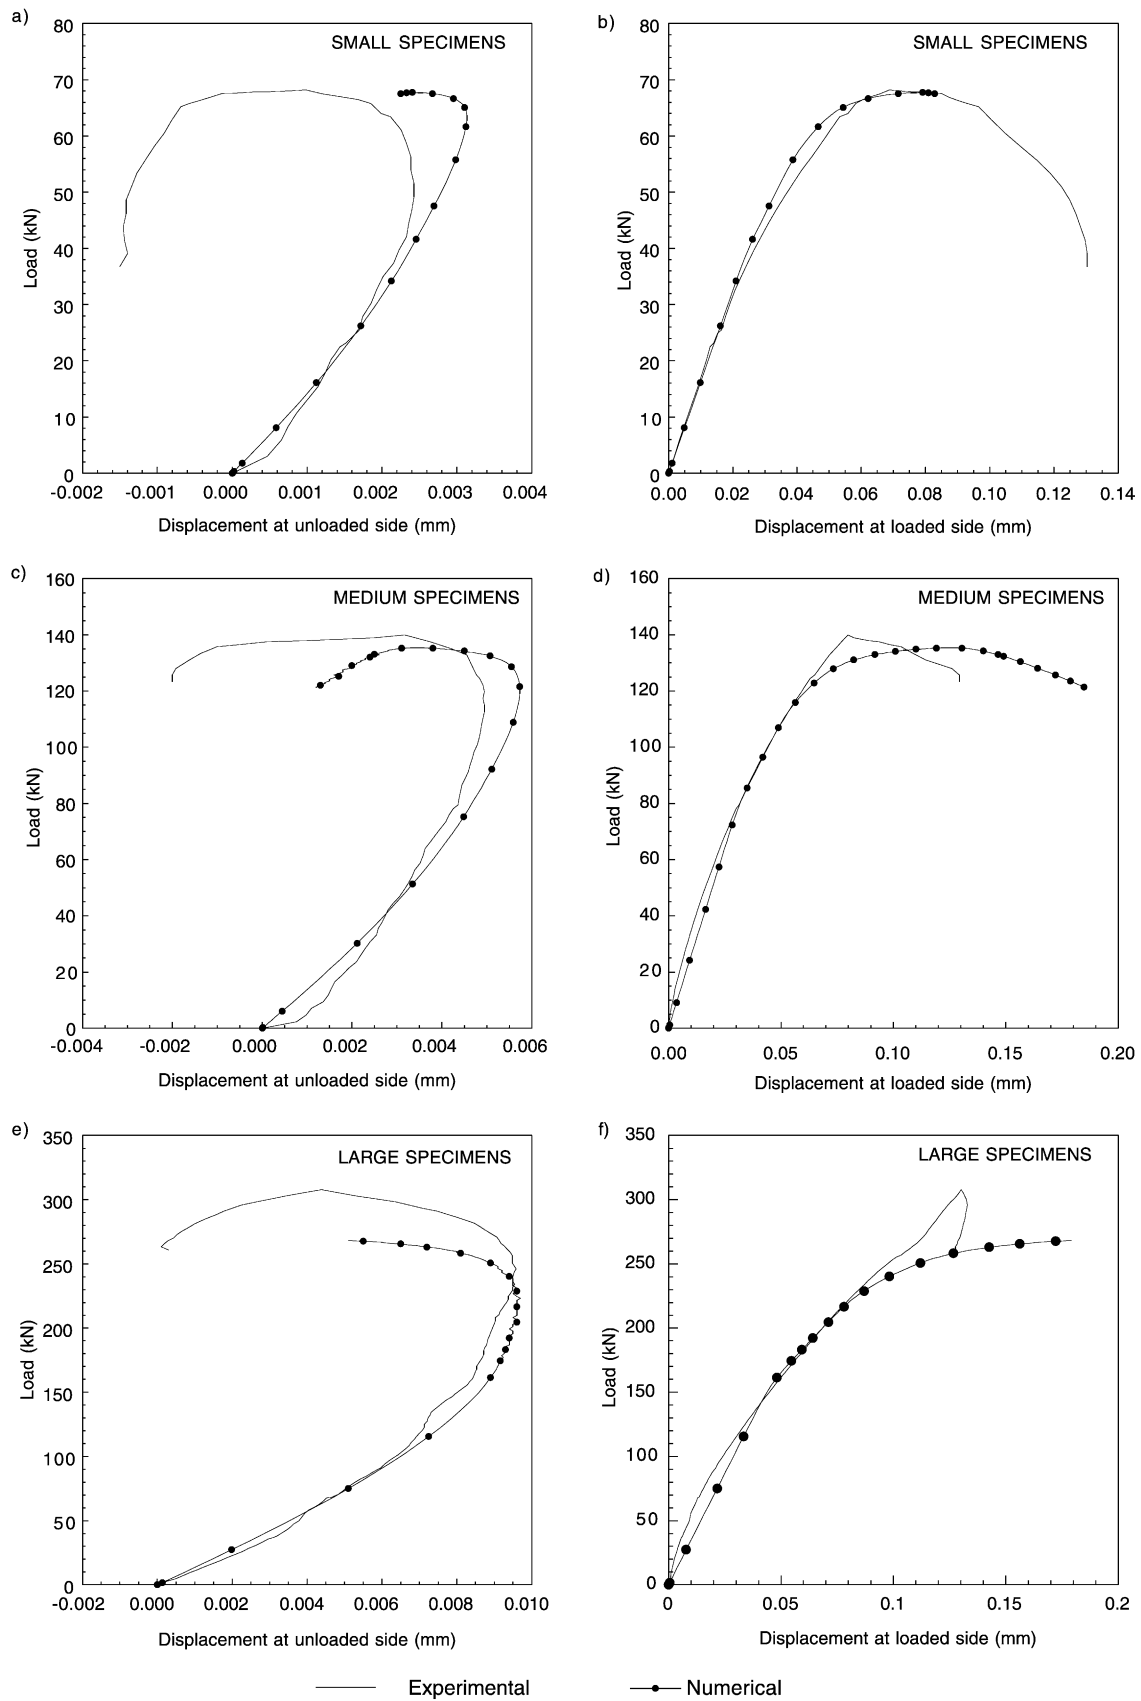 a)
SMALL SPECIMENS
80
70
60
50
40
30
20
10
0
Load (kN)
-0.002 -0.001 0.000 0.001 0.002 0.003 0.004
Displacement at unloaded side (mm)
b)
SMALL SPECIMENS
80
70
60
50
40
30
20
10
0
Load (kN)
0.00 0.02 0.04 0.06 0.08 0.10 0.12 0.14
Displacement at loaded side (mm)
c)
MEDIUM SPECIMENS
160
140
120
100
80
60
40
20
0
Load (kN)
-0.004 -0.002 0.000 0.002 0.004 0.006
Displacement at unloaded side (mm)
d)
MEDIUM SPECIMENS
160
140
120
100
80
60
40
20
0
Load (kN)
0.00 0.05 0.10 0.15 0.20
Displacement at loaded side (mm)
e)
LARGE SPECIMENS
350
300
250
200
150
100
50
0
Load (kN)
-0.002 0.000 0.002 0.004 0.006 0.008 0.010
Displacement at unloaded side (mm)
f)
LARGE SPECIMENS
350
300
250
200
150
100
50
0
Load (kN)
0 0.05 0.1 0.15 0.2
Displacement at loaded side (mm)
Experimental Numerical